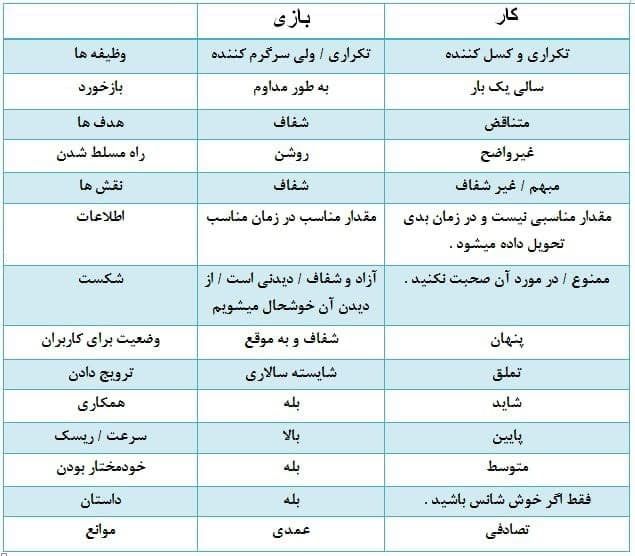 کار بازی
تکراری و کسل کننده تکراری / ولی سرگرم کننده وظیفه ها
سالی یک بار به طور مداوم بازخورد
متناقض شفاف هدف ها
غیرواضح روشن راه مسلط شدن
مبهم / غیر شفاف شفاف نقش ها
مقدار مناسبی نیست و در زمان بدی مقدار مناسب در زمان مناسب اطلاعات
تحویل داده میشود .
ممنوع / در مورد آن صحبت نکنید . آزاد و شفاف / دیدنی است / از شکست
دیدن آن خوشحال میشویم
پنهان شفاف و به موقع وضعیت برای کاربران
تملق شایسته سالاری ترویج دادن
شاید بله همکاری
پایین بالا سرعت / ریسک
متوسط بله خودمختار بودن
فقط اگر خوش شانس باشید . بله داستان
تصادفی عمدی موانع